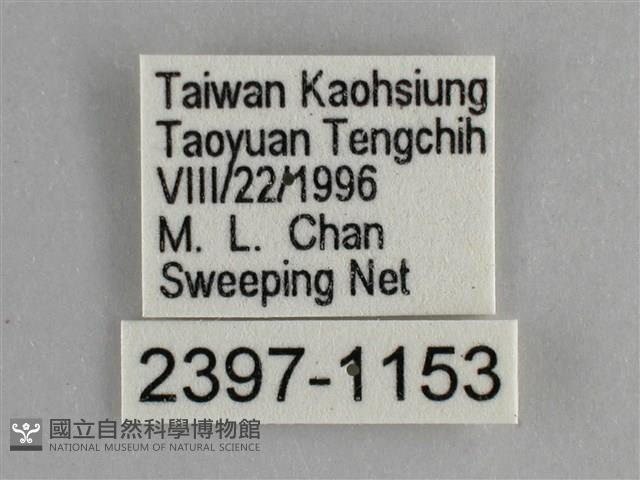 Taiwan Kaohsiung
Taoyuan Tengchih
VIII/22/1996
M. L. Chan
Sweeping Net
2397-1153
國立自然科學博物館
NATIONAL MUSEUM OF NATURAL SCIENCE